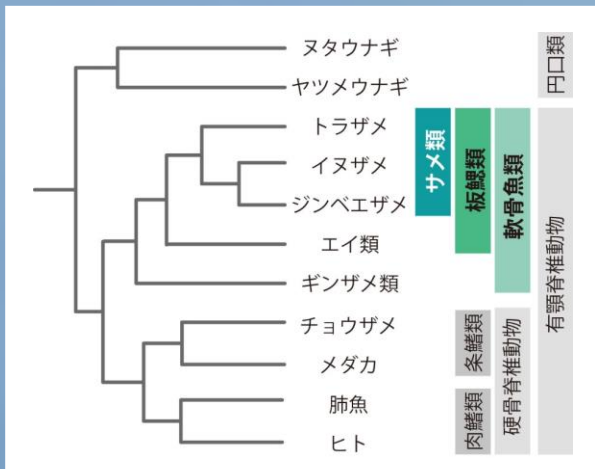 ヌタウナギ
ヤツメウナギ
トラザメ
イヌザメ
ジンベエザメ
エイ類
ギンザメ類
チョウザメ
メダカ
肺魚
ヒト
サメ類
板鰓類
軟骨魚類
条鰭類
肉鰭類
硬骨脊椎動物
円口類
有顎脊椎動物